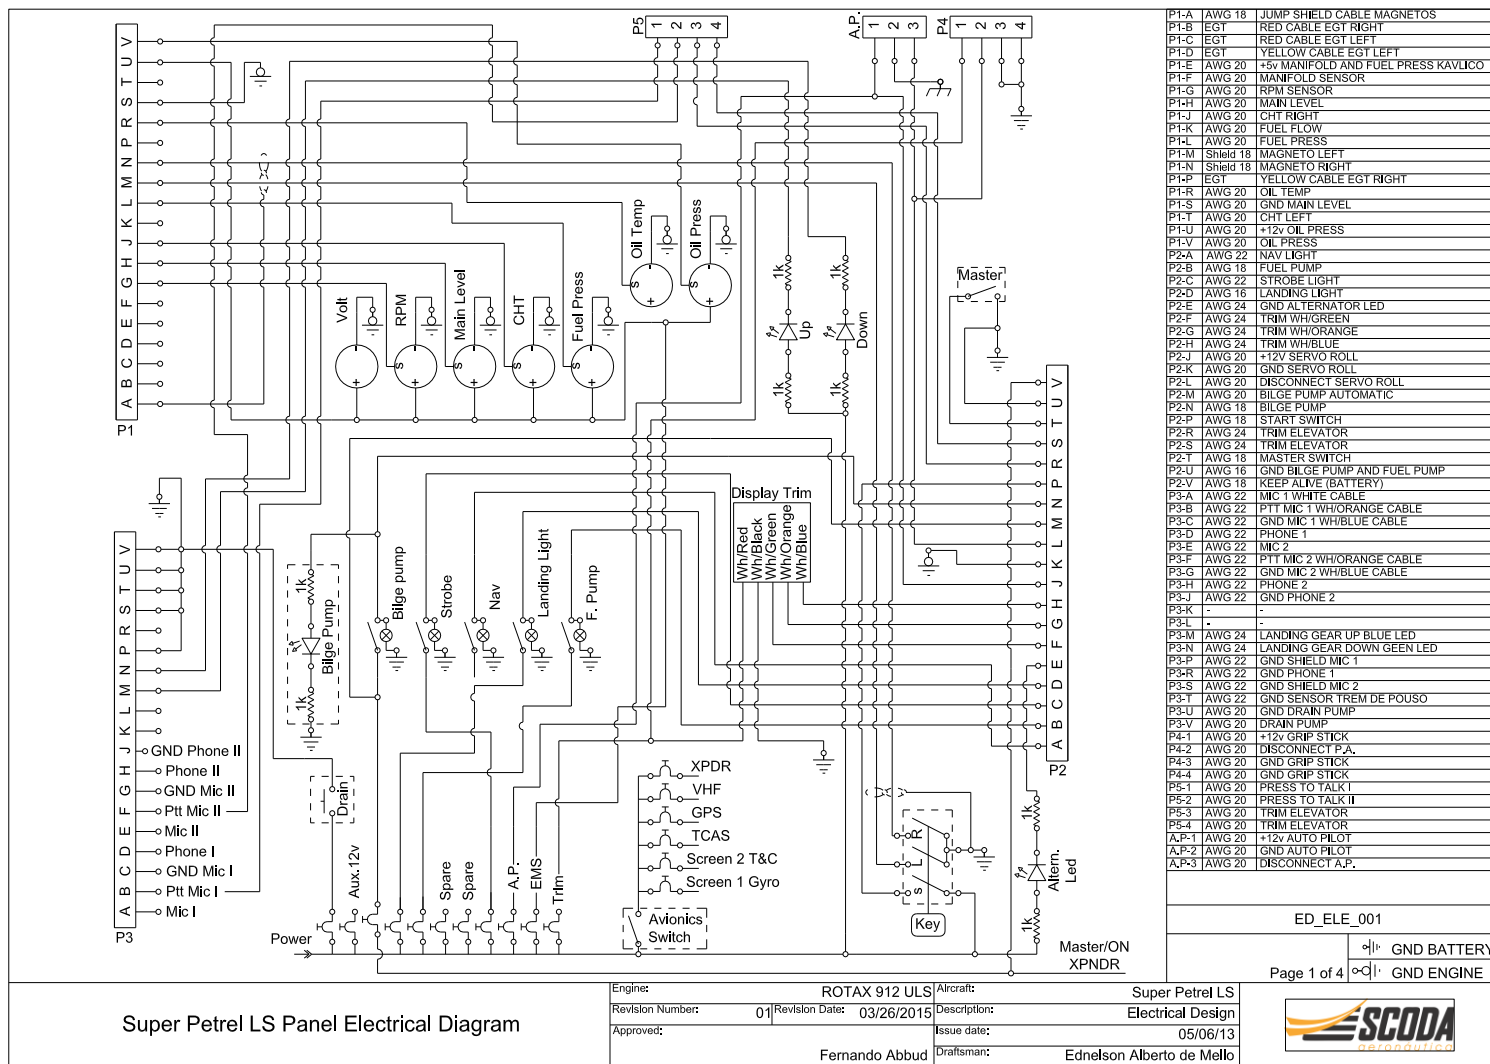 P5
1 2 3 4
A.P.
1 2 3
P4
1 2 3 4
V
U
T
S
R
P
N
M
L
K
J
H
G
F
E
D
C
B
A
P1
Volt
RPM
Main Level
CHT
Fuel Press
Oil Temp
Oil Press
S
S
S
S
S
S
+
+
+
+
+
+
+
1k
1k
Up
Down
1k
1k
Master
V
U
T
S
R
P
N
M
L
K
J
H
G
F
E
D
C
B
A
P2
Display Trim
Wh/Red
Wh/Black
Wh/Green
Wh/Orange
Wh/Blue
V
U
T
S
R
P
N
M
L
K
J GND Phone II
H Phone II
G GND Mic II
F Ptt Mic II
E Mic II
D Phone I
C GND Mic I
B Ptt Mic I
A Mic I
P3
1k
Bilge Pump
1k
Drain
Bilge pump
Strobe
Nav
Landing Light
F. Pump
Aux.12v
Spare
Spare
A.P.
EMS
Trim
Power
XPDR
VHF
GPS
TCAS
Screen 2 T&C
Screen 1 Gyro
Avionics
Switch
R
L
S
Key
1k
Altern.
Led
1k
Master/ON
XPNDR
P1-A AWG 18 JUMP SHIELD CABLE MAGNETOS
P1-B EGT RED CABLE EGT RIGHT
P1-C EGT RED CABLE EGT LEFT
P1-D EGT YELLOW CABLE EGT LEFT
P1-E AWG 20 +5v MANIFOLD AND FUEL PRESS KAVLICO
P1-F AWG 20 MANIFOLD SENSOR
P1-G AWG 20 RPM SENSOR
P1-H AWG 20 MAIN LEVEL
P1-J AWG 20 CHT RIGHT
P1-K AWG 20 FUEL FLOW
P1-L AWG 20 FUEL PRESS
P1-M Shield 18 MAGNETO LEFT
P1-N Shield 18 MAGNETO RIGHT
P1-P EGT YELLOW CABLE EGT RIGHT
P1-R AWG 20 OIL TEMP
P1-S AWG 20 GND MAIN LEVEL
P1-T AWG 20 CHT LEFT
P1-U AWG 20 +12v OIL PRESS
P1-V AWG 20 OIL PRESS
P2-A AWG 22 NAV LIGHT
P2-B AWG 18 FUEL PUMP
P2-C AWG 22 STROBE LIGHT
P2-D AWG 16 LANDING LIGHT
P2-E AWG 24 GND ALTERNATOR LED
P2-F AWG 24 TRIM WH/GREEN
P2-G AWG 24 TRIM WH/ORANGE
P2-H AWG 24 TRIM WH/BLUE
P2-J AWG 20 +12V SERVO ROLL
P2-K AWG 20 GND SERVO ROLL
P2-L AWG 20 DISCONNECT SERVO ROLL
P2-M AWG 20 BILGE PUMP AUTOMATIC
P2-N AWG 18 BILGE PUMP
P2-P AWG 18 START SWITCH
P2-R AWG 24 TRIM ELEVATOR
P2-S AWG 24 TRIM ELEVATOR
P2-T AWG 18 MASTER SWITCH
P2-U AWG 16 GND BILGE PUMP AND FUEL PUMP
P2-V AWG 18 KEEP ALIVE (BATTERY)
P3-A AWG 22 MIC 1 WHITE CABLE
P3-B AWG 22 PTT MIC 1 WH/ORANGE CABLE
P3-C AWG 22 GND MIC 1 WH/BLUE CABLE
P3-D AWG 22 PHONE 1
P3-E AWG 22 MIC 2
P3-F AWG 22 PTT MIC 2 WH/ORANGE CABLE
P3-G AWG 22 GND MIC 2 WH/BLUE CABLE
P3-H AWG 22 PHONE 2
P3-J AWG 22 GND PHONE 2
P3-K - -
P3-L - -
P3-M AWG 24 LANDING GEAR UP BLUE LED
P3-N AWG 24 LANDING GEAR DOWN GEEN LED
P3-P AWG 22 GND SHIELD MIC 1
P3-R AWG 22 GND PHONE 1
P3-S AWG 22 GND SHIELD MIC 2
P3-T AWG 22 GND SENSOR TREM DE POUSO
P3-U AWG 20 GND DRAIN PUMP
P3-V AWG 20 DRAIN PUMP
P4-1 AWG 20 +12v GRIP STICK
P4-2 AWG 20 DISCONNECT P.A.
P4-3 AWG 20 GND GRIP STICK
P4-4 AWG 20 GND GRIP STICK
P5-1 AWG 20 PRESS TO TALK I
P5-2 AWG 20 PRESS TO TALK II
P5-3 AWG 20 TRIM ELEVATOR
P5-4 AWG 20 TRIM ELEVATOR
A.P-1 AWG 20 +12v AUTO PILOT
A.P-2 AWG 20 GND AUTO PILOT
A.P-3 AWG 20 DISCONNECT A.P.
ED_ELE_001
Page 1 of 4
GND BATTERY
GND ENGINE
Super Petrel LS Panel Electrical Diagram
Engine: ROTAX 912 ULS
Aircraft: Super Petrel LS
Revision Number: 01
Revision Date: 03/26/2015
Description: Electrical Design
Approved: Fernando Abbud
Issue date: 05/06/13
Draftsman: Ednelson Alberto de Mello
SCODA
aeronáutica